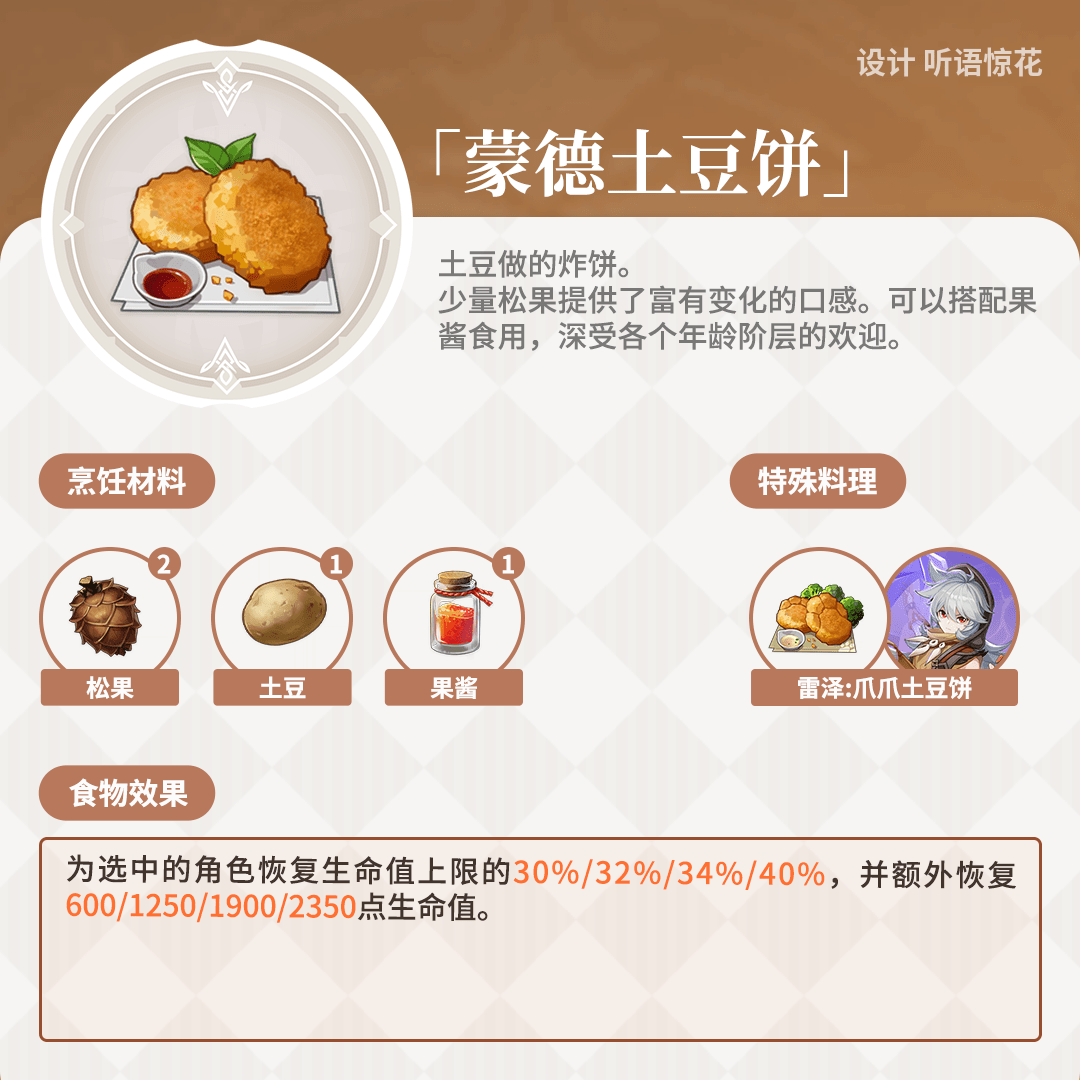 设计 听语惊花
「蒙德土豆饼」
土豆做的炸饼。
少量松果提供了富有变化的口感。可以搭配果
酱食用，深受各个年龄阶层的欢迎。
烹饪材料
特殊料理
2
1
1
松果
土豆
果酱
雷泽:爪爪土豆饼
食物效果
为选中的角色恢复生命值上限的30%/32%/34%/40%，并额外恢复
600/1250/1900/2350点生命值。